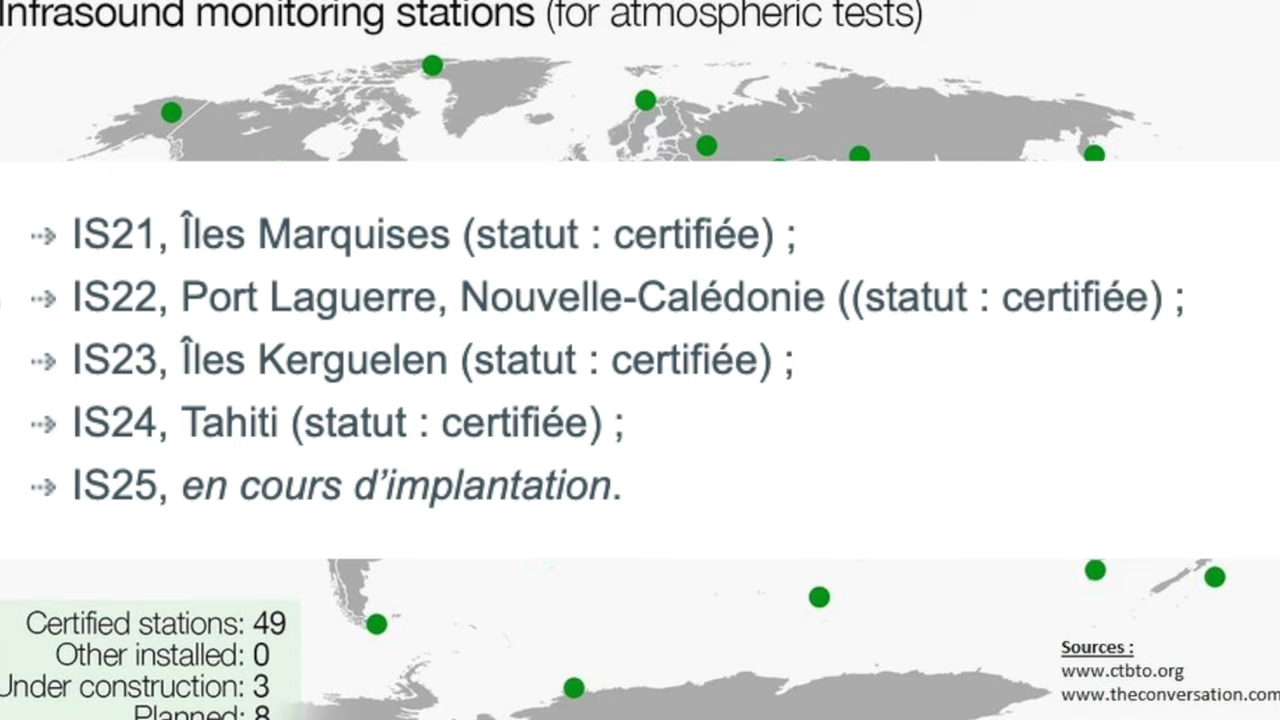 Infrasound monitoring stations (for atmospheric tests)
IS21, Îles Marquises (statut : certifiée) ;
IS22, Port Laguerre, Nouvelle-Calédonie ((statut : certifiée) ;
IS23, Îles Kerguelen (statut : certifiée) ;
IS24, Tahiti (statut : certifiée) ;
IS25, en cours d’implantation.
Certified stations: 49
Other installed: 0
Under construction: 3
Planned: 8
Sources :
www.ctbto.org
www.theconversation.com